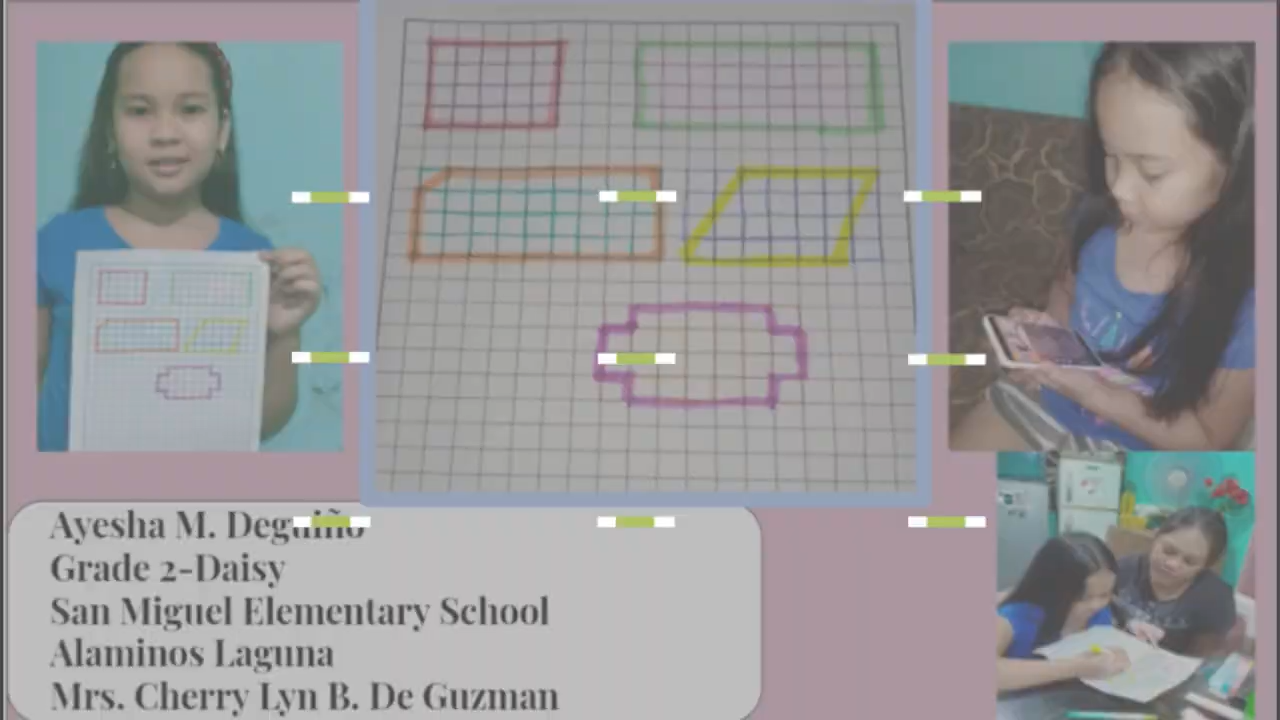 Ayesha M. Deguiño
Grade 2-Daisy
San Miguel Elementary School
Alaminos Laguna
Mrs. Cherry Lyn B. De Guzman